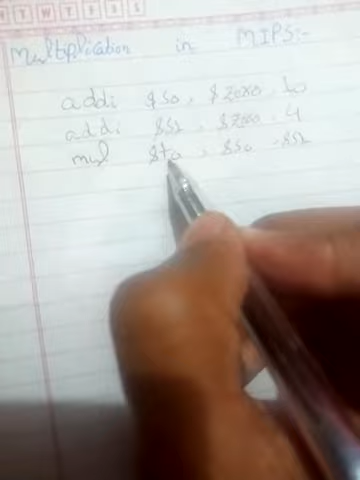 M T W T F S
Multiplication in MIPS:-
addi $s0, $zero, 10
addi $s1, $zero, 4
mul $t0, $s0, $s1